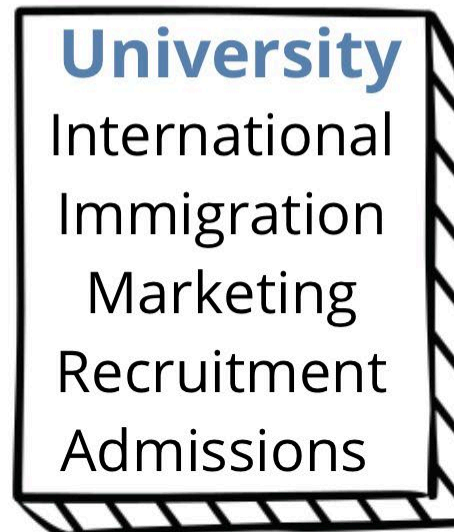 University
International
Immigration
Marketing
Recruitment
Admissions